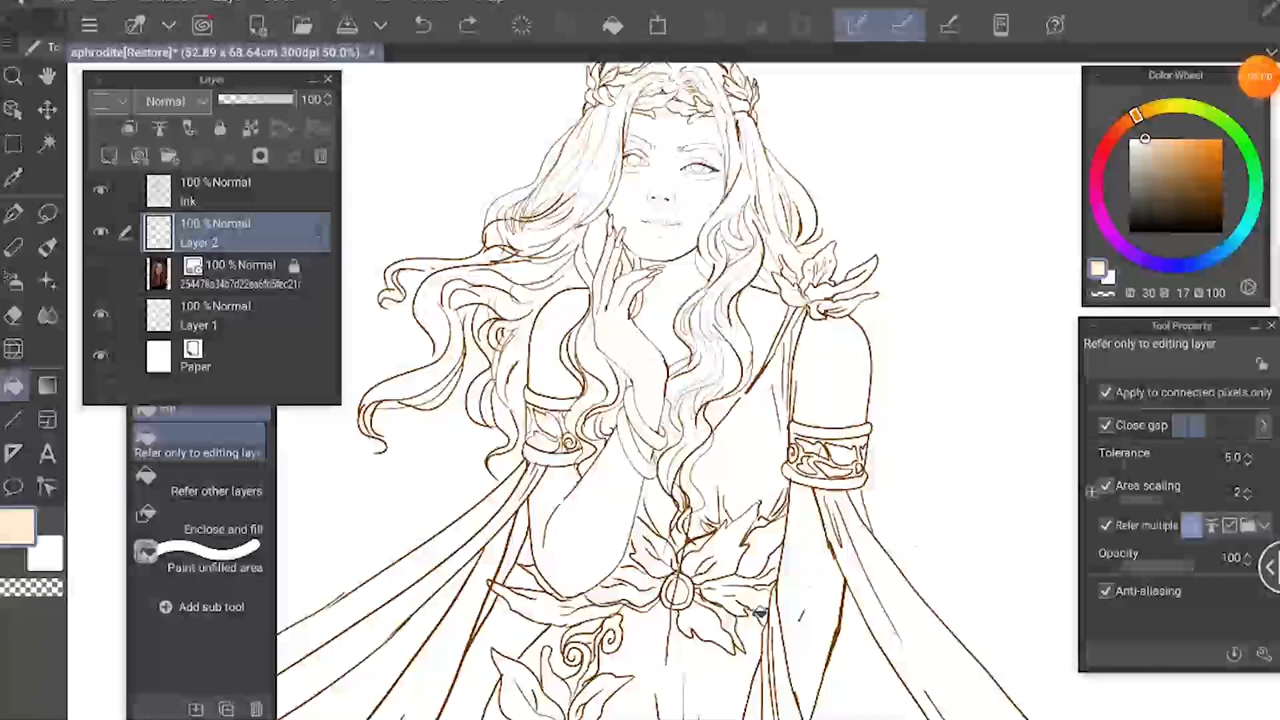 aphrodite[Restore]* (52.89 x 68.64cm 300dpi 50.0%)
Layer
Normal
100
100 %Normal
Ink
100 %Normal
Layer 2
100 %Normal
100 %Normal
Layer 1
Paper
Refer only to editing laye
Refer other layers
Enclose and fill
Paint unfilled area
Add sub tool
Color Wheel
30
17
100
Tool Property
Refer only to editing layer
Apply to connected pixels only
Close gap
Tolerance
5.0
Area scaling
2
Refer multiple
Opacity
100
Anti-aliasing